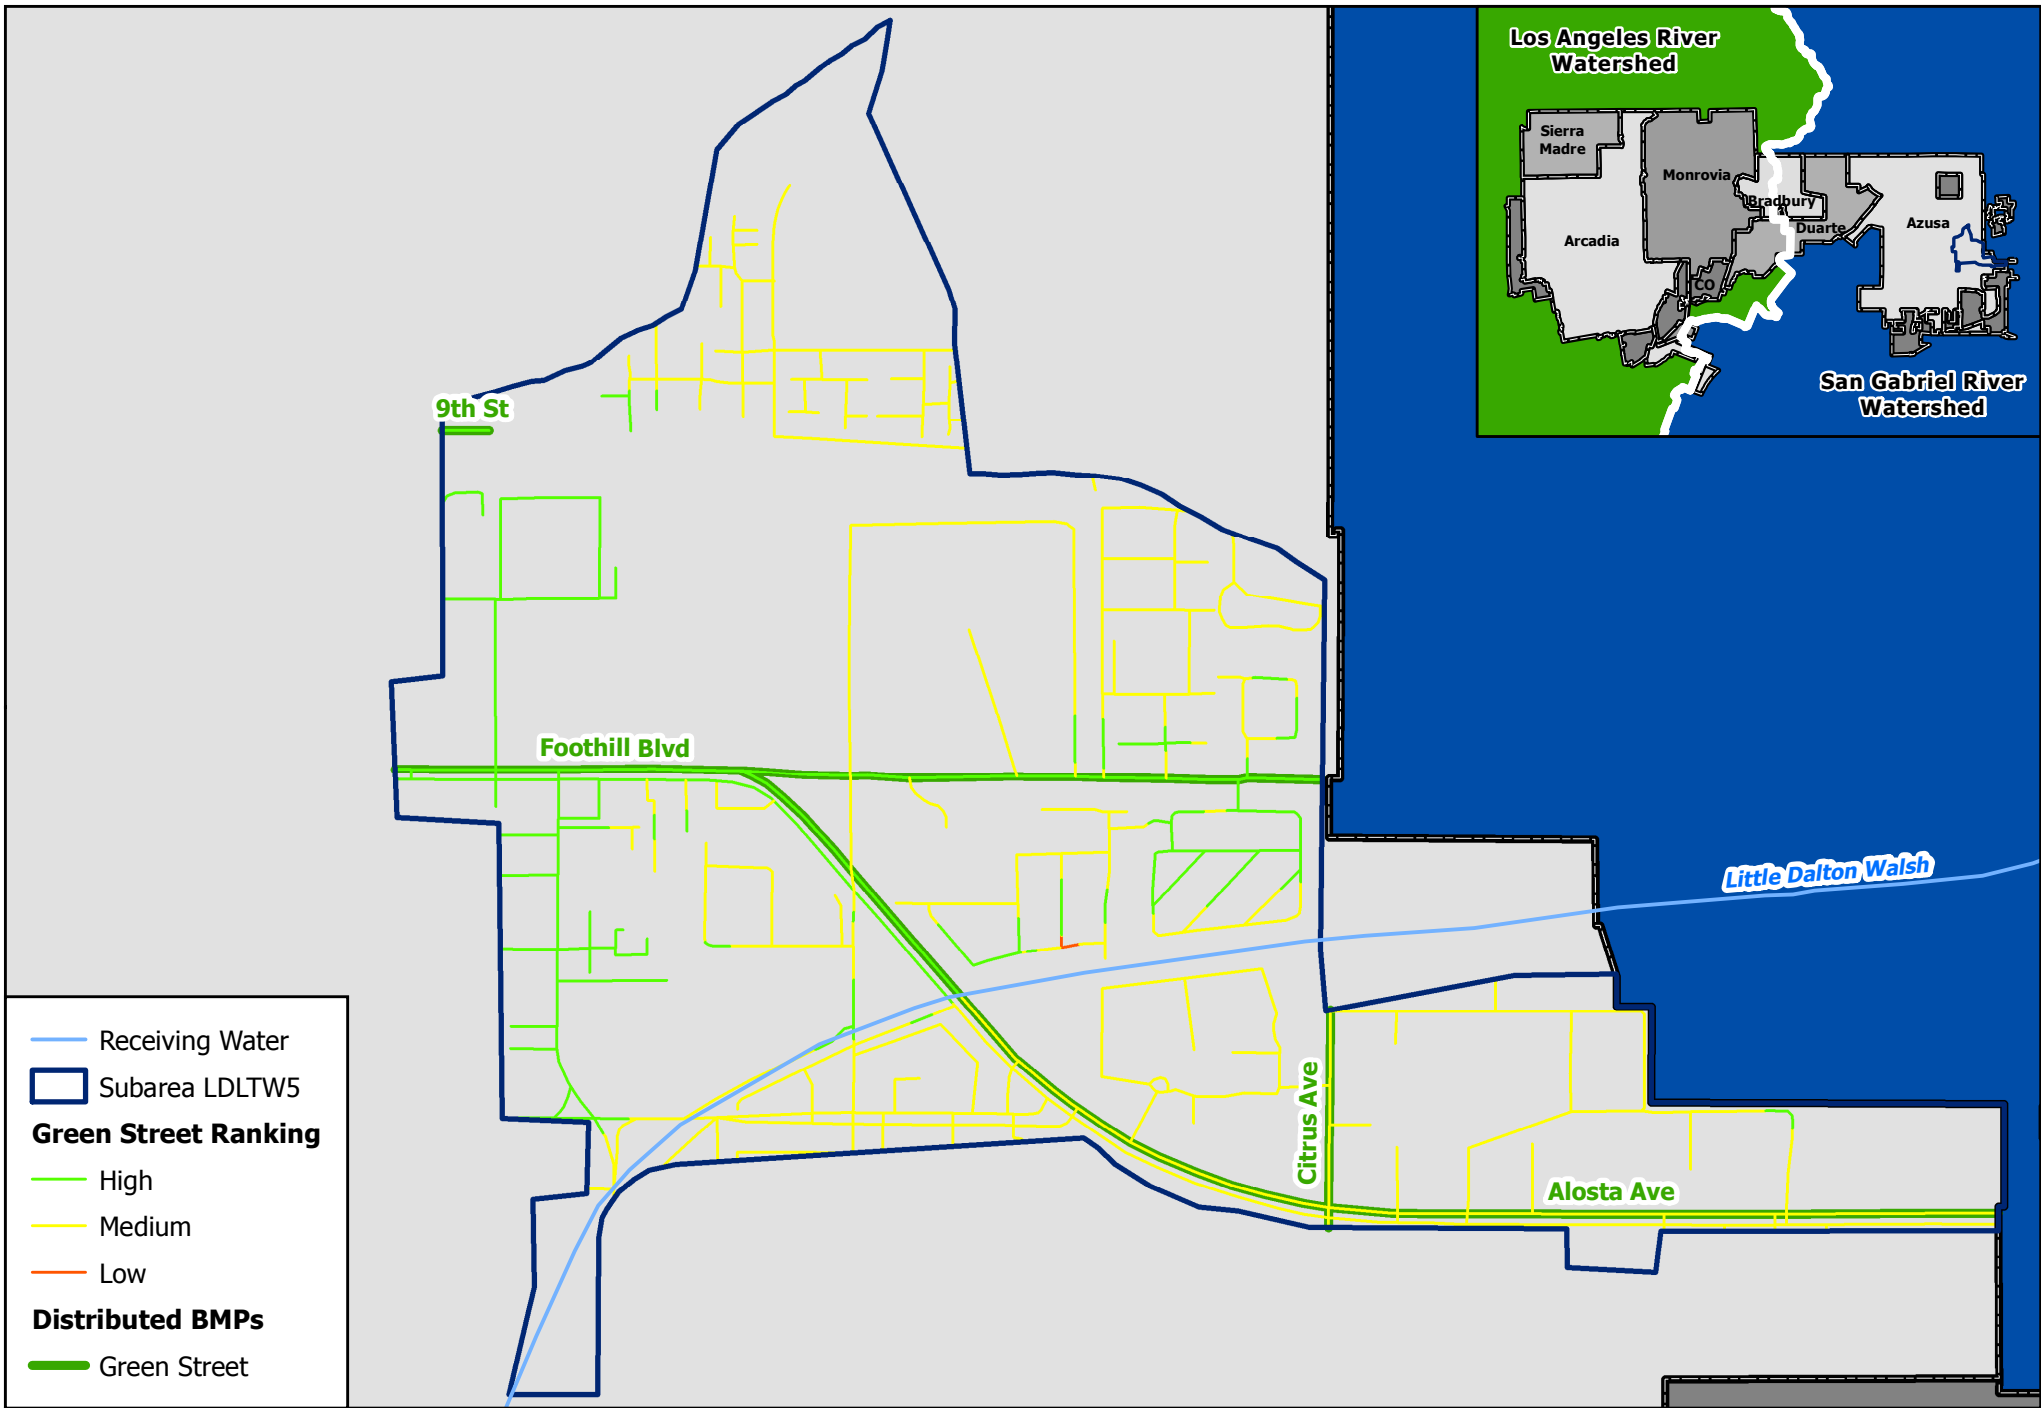 Los Angeles River
Watershed
Sierra
Madre
Monrovia
Bradbury
Duarte
Azusa
Arcadia
CO
San Gabriel River
Watershed
9th St
Foothill Blvd
Little Dalton Walsh
Citrus Ave
Alosta Ave
Receiving Water
Subarea LDLTW5
Green Street Ranking
High
Medium
Low
Distributed BMPs
Green Street